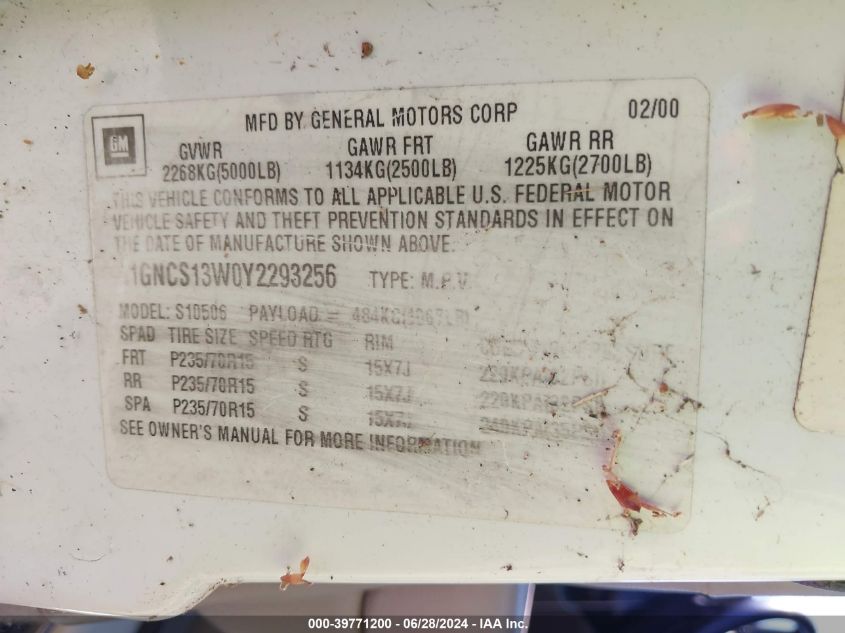 MFD BY GENERAL MOTORS CORP 02/00
GM
GVWR GAWR FRT GAWR RR
2268KG(5000LB) 1134KG(2500LB) 1225KG(2700LB)
THIS VEHICLE CONFORMS TO ALL APPLICABLE U.S. FEDERAL MOTOR
VEHICLE SAFETY AND THEFT PREVENTION STANDARDS IN EFFECT ON
THE DATE OF MANUFACTURE SHOWN ABOVE.
1GNCS13W0Y2293256 TYPE: M.P.V.
MODEL: S10506 PAYLOAD = 484KG(1067LB)
SPAD TIRE SIZE SPEED RTG RIM
FRT P235/70R15 S 15X7J
RR P235/70R15 S 15X7J
SPA P235/70R15 S 15X7J
SEE OWNER'S MANUAL FOR MORE INFORMATION
000-39771200 - 06/28/2024 - IAA Inc.